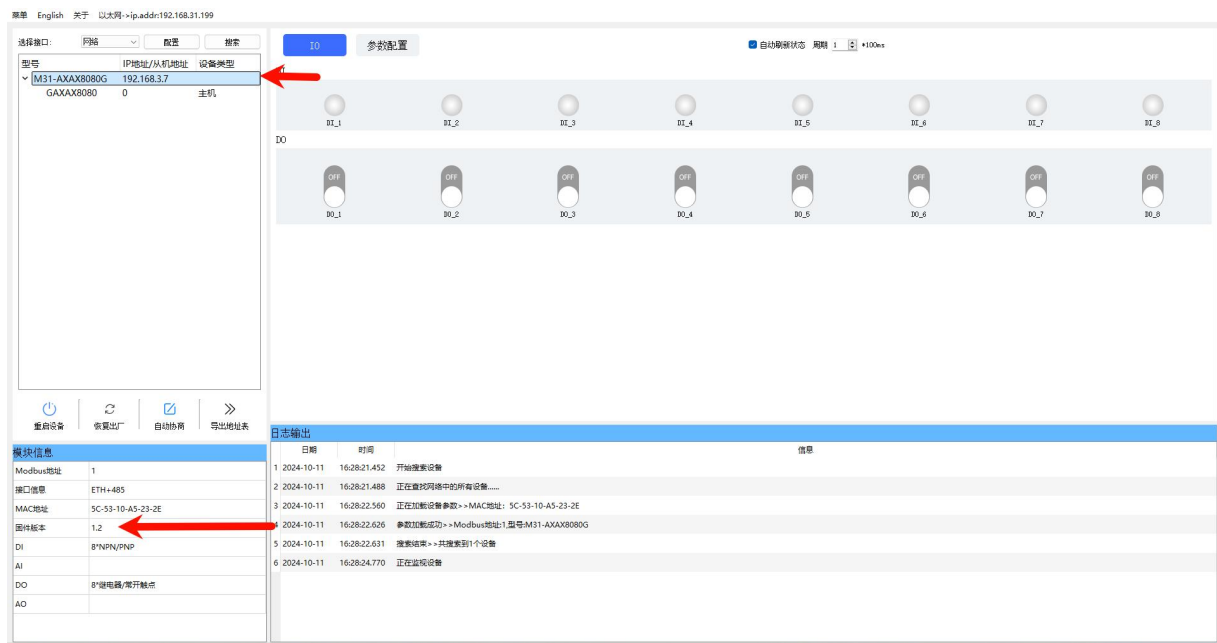 菜单 English 关于 以太网->ip.addr:192.168.31.199
选择接口: 网络 配置 搜索
型号 IP地址/从机地址 设备类型
M31-AXAX8080G 192.168.3.7
GAXAX8080 0 主机
重启设备 恢复出厂 自动协商 导出地址表
模块信息
Modbus地址 1
接口信息 ETH+485
MAC地址 5C-53-10-A5-23-2E
固件版本 1.2
DI 8*NPN/PNP
AI
DO 8*继电器/常开触点
AO
IO 参数配置 自动刷新状态 周期 1 *100ms
DI_1 DI_2 DI_3 DI_4 DI_5 DI_6 DI_7 DI_8
DO
OFF OFF OFF OFF OFF OFF OFF OFF
DO_1 DO_2 DO_3 DO_4 DO_5 DO_6 DO_7 DO_8
日志输出
日期 时间 信息
1 2024-10-11 16:28:21.452 开始搜索设备
2 2024-10-11 16:28:21.488 正在查找网络中的所有设备......
3 2024-10-11 16:28:22.560 正在加载设备参数>>MAC地址: 5C-53-10-A5-23-2E
4 2024-10-11 16:28:22.626 参数加载成功>>Modbus地址:1,型号:M31-AXAX8080G
5 2024-10-11 16:28:22.631 搜索结束>>共搜索到1个设备
6 2024-10-11 16:28:24.770 正在监视设备